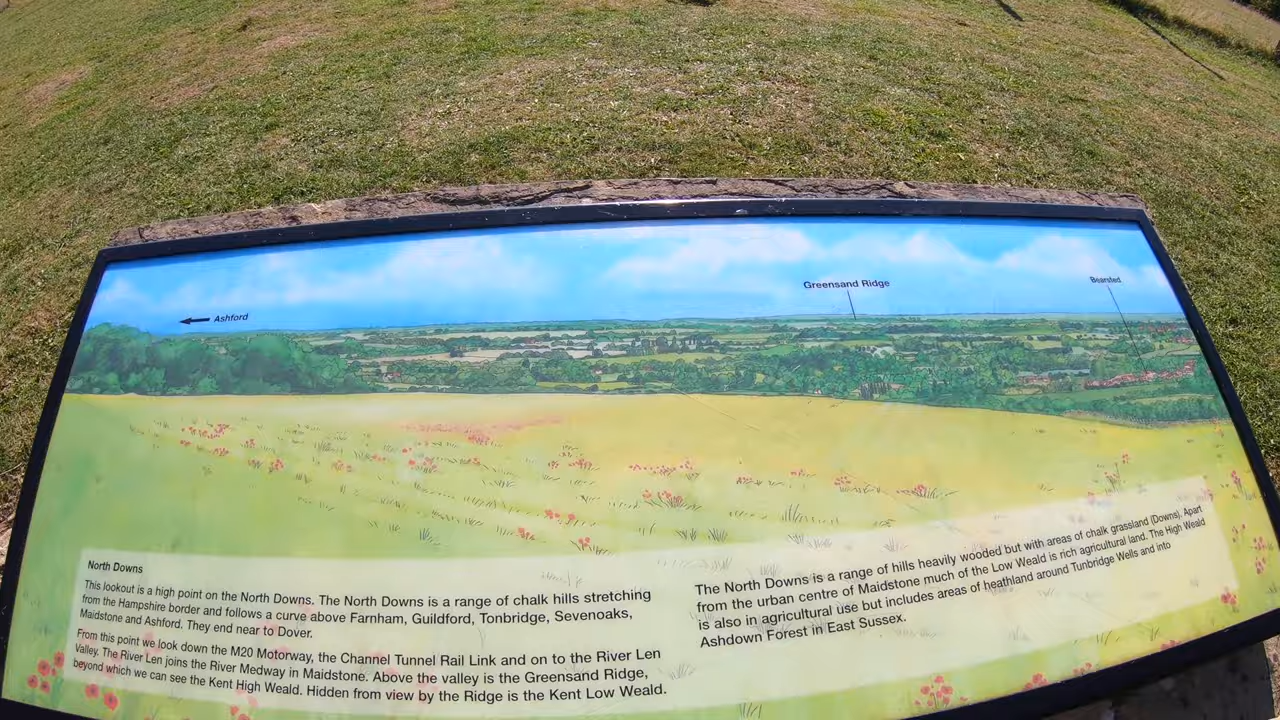 Greensand Ridge
Bearsted
Ashford
North Downs
This lookout is a high point on the North Downs. The North Downs is a range of chalk hills stretching
from the Hampshire border and follows a curve above Farnham, Guildford, Tonbridge, Sevenoaks,
Maidstone and Ashford. They end near to Dover.
From this point we look down the M20 Motorway, the Channel Tunnel Rail Link and on to the River Len
Valley. The River Len joins the River Medway in Maidstone. Above the valley is the Greensand Ridge,
beyond which we can see the Kent High Weald. Hidden from view by the Ridge is the Kent Low Weald.
The North Downs is a range of hills heavily wooded but with areas of chalk grassland (Downs). Apart
from the urban centre of Maidstone much of the Low Weald is rich agricultural land. The High Weald
is also in agricultural use but includes areas of heathland around Tunbridge Wells and into
Ashdown Forest in East Sussex.